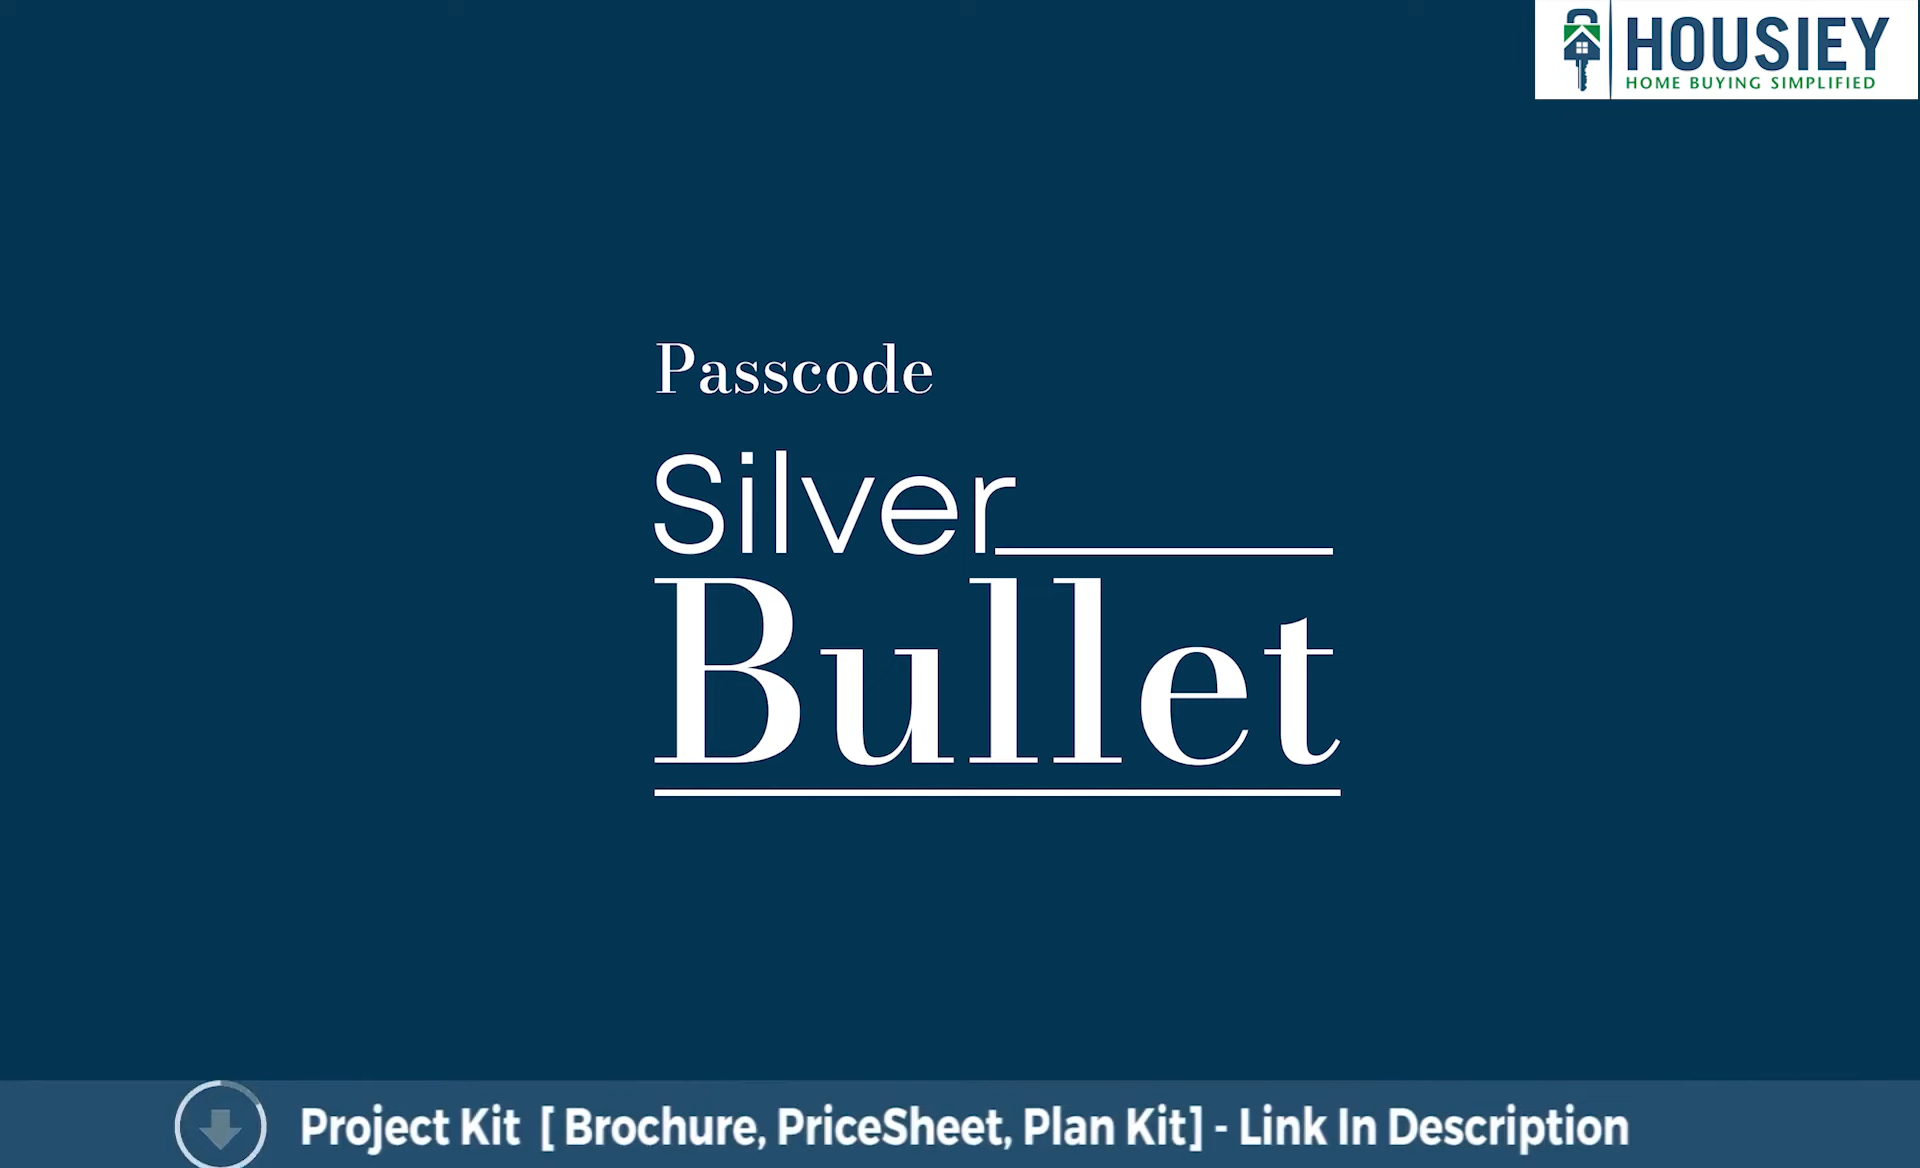 HOUSIEY
HOME BUYING SIMPLIFIED
Passcode
Silver
Bullet
Project Kit [ Brochure, PriceSheet, Plan Kit] - Link In Description